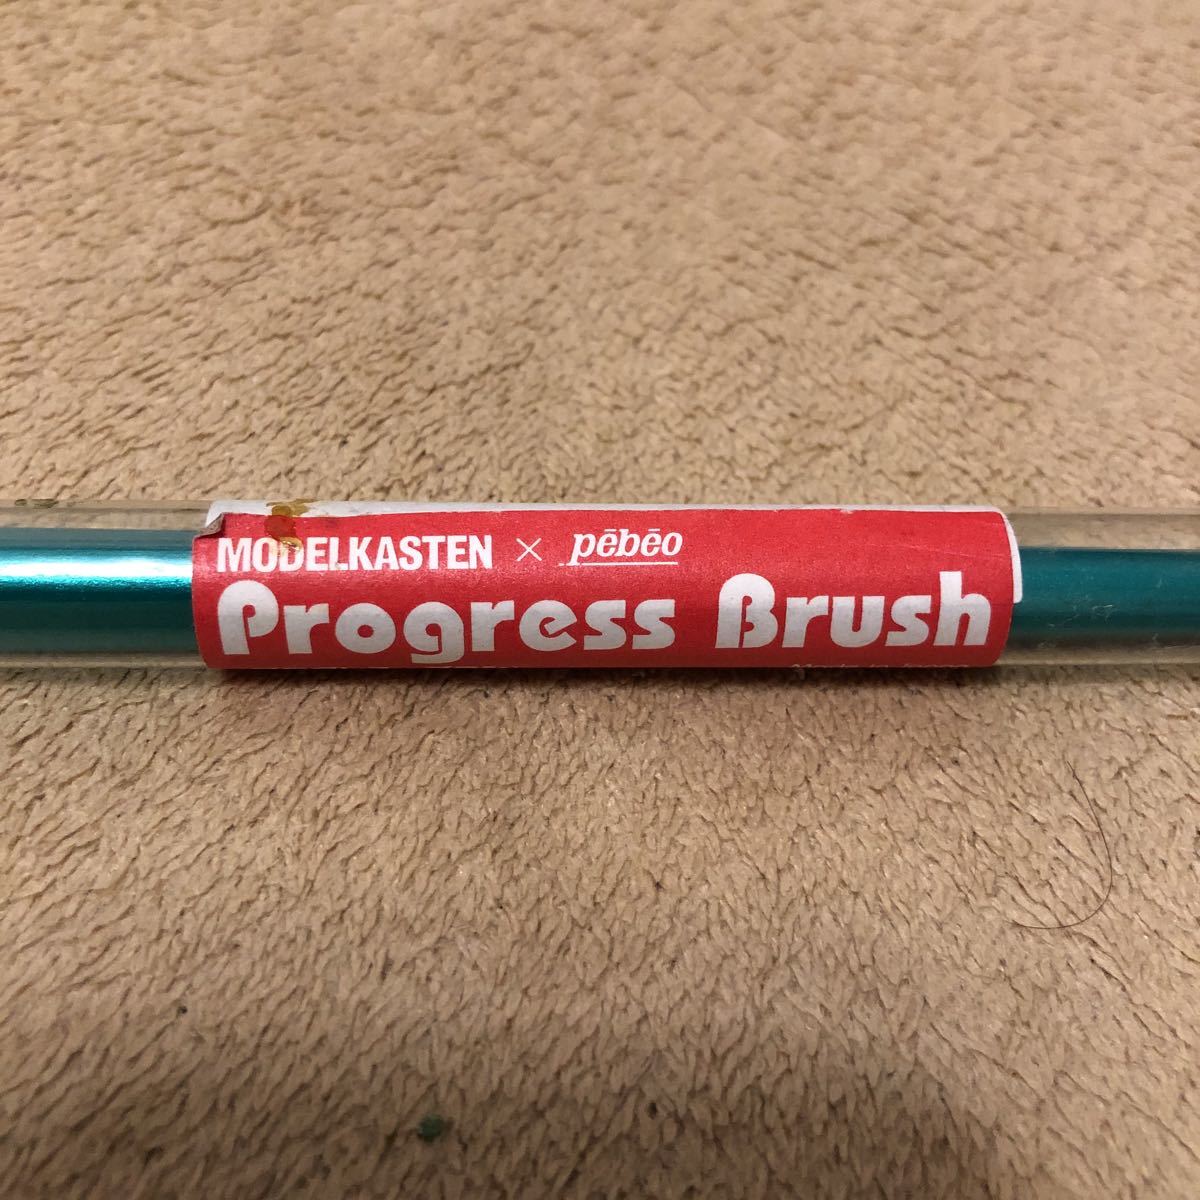 MODELKASTEN × pēbēo
Progress Brush